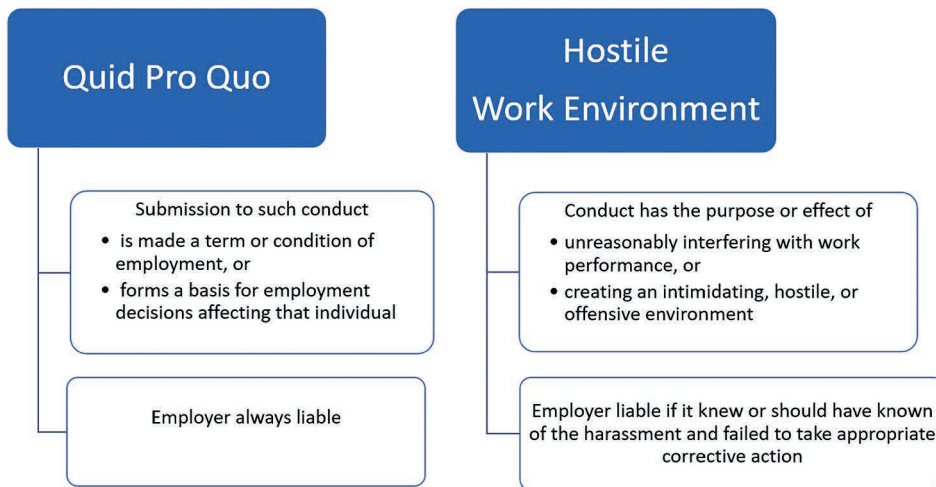 Quid Pro Quo
Submission to such conduct
• is made a term or condition of
employment, or
• forms a basis for employment
decisions affecting that individual
Employer always liable
Hostile
Work Environment
Conduct has the purpose or effect of
• unreasonably interfering with work
performance, or
• creating an intimidating, hostile, or
offensive environment
Employer liable if it knew or should have known
of the harassment and failed to take appropriate
corrective action